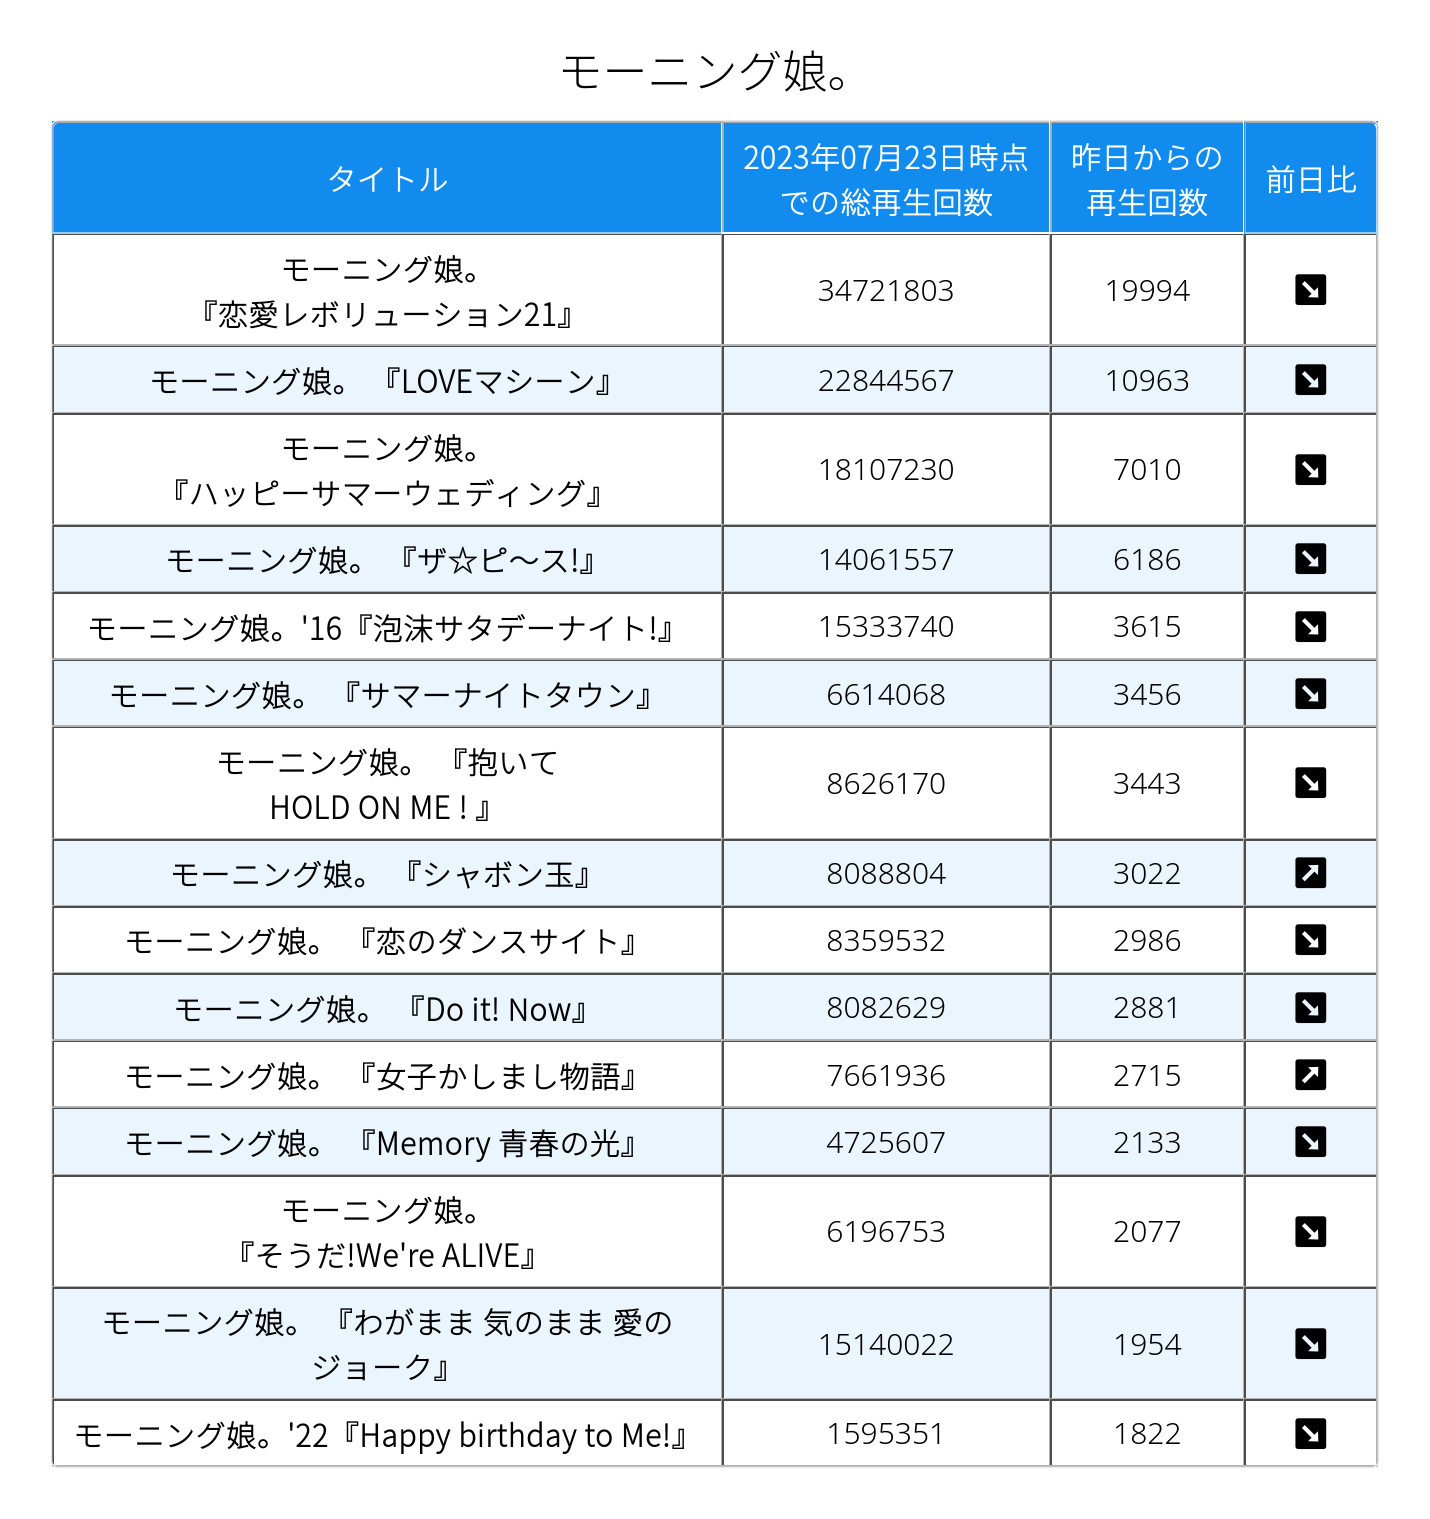 モーニング娘。
タイトル
2023年07月23日時点
での総再生回数
昨日からの
再生回数
前日比
モーニング娘。
『恋愛レボリューション21』
34721803
19994
モーニング娘。 『LOVEマシーン』
22844567
10963
モーニング娘。
『ハッピーサマーウェディング』
18107230
7010
モーニング娘。 『ザ☆ピ〜ス!』
14061557
6186
モーニング娘。'16『泡沫サタデーナイト!』
15333740
3615
モーニング娘。 『サマーナイトタウン』
6614068
3456
モーニング娘。 『抱いて
HOLD ON ME ! 』
8626170
3443
モーニング娘。 『シャボン玉』
8088804
3022
モーニング娘。 『恋のダンスサイト』
8359532
2986
モーニング娘。 『Do it! Now』
8082629
2881
モーニング娘。 『女子かしまし物語』
7661936
2715
モーニング娘。 『Memory 青春の光』
4725607
2133
モーニング娘。
『そうだ!We're ALIVE』
6196753
2077
モーニング娘。 『わがまま 気のまま 愛の
ジョーク』
15140022
1954
モーニング娘。'22『Happy birthday to Me!』
1595351
1822